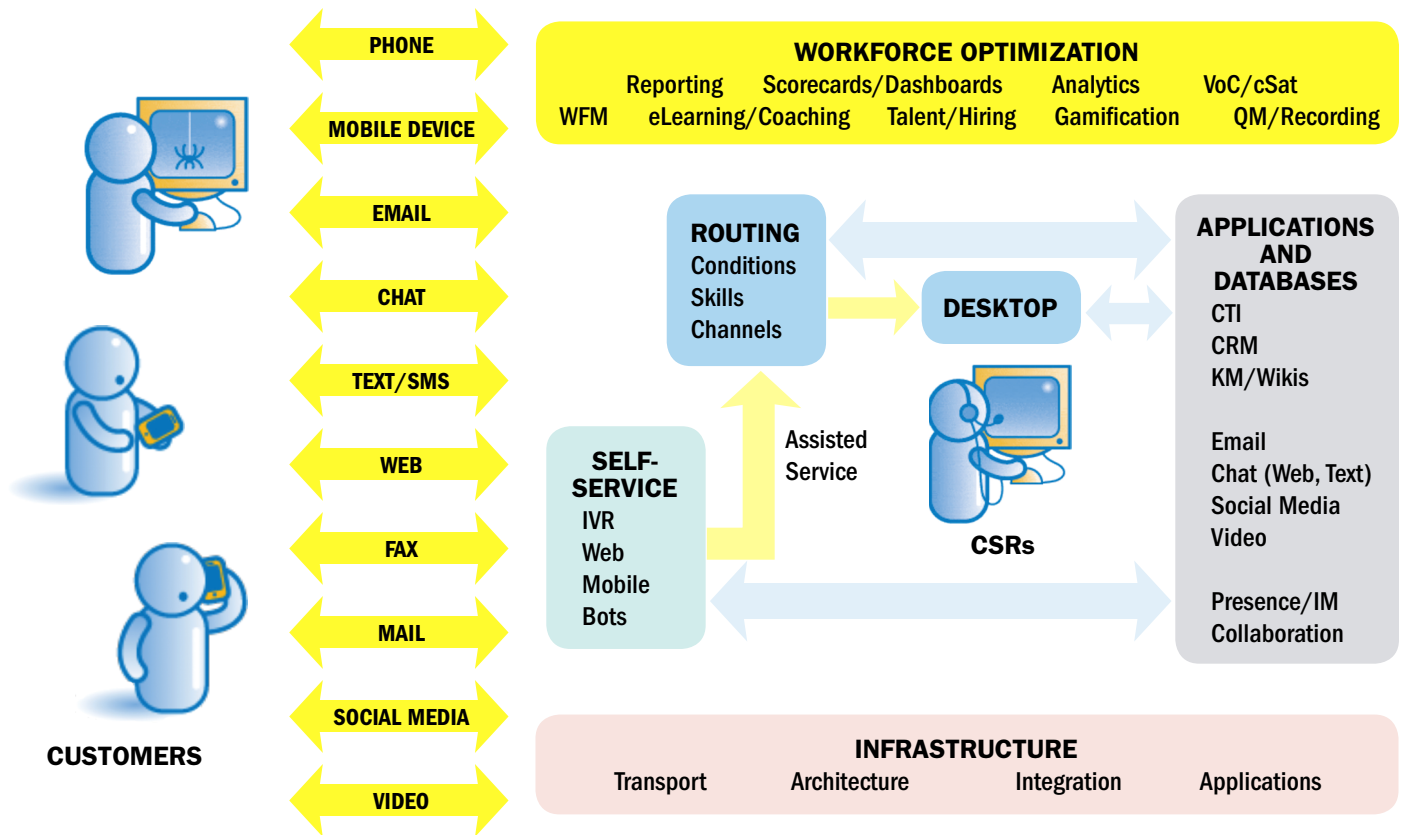 PHONE
MOBILE DEVICE
EMAIL
CHAT
TEXT/SMS
WEB
FAX
MAIL
SOCIAL MEDIA
VIDEO
CUSTOMERS
WORKFORCE OPTIMIZATION
Reporting Scorecards/Dashboards Analytics VoC/cSat
WFM eLearning/Coaching Talent/Hiring Gamification QM/Recording
ROUTING
Conditions
Skills
Channels
DESKTOP
CSRs
Assisted
Service
SELF-
SERVICE
IVR
Web
Mobile
Bots
APPLICATIONS
AND
DATABASES
CTI
CRM
KM/Wikis
Email
Chat (Web, Text)
Social Media
Video
Presence/IM
Collaboration
INFRASTRUCTURE
Transport Architecture Integration Applications